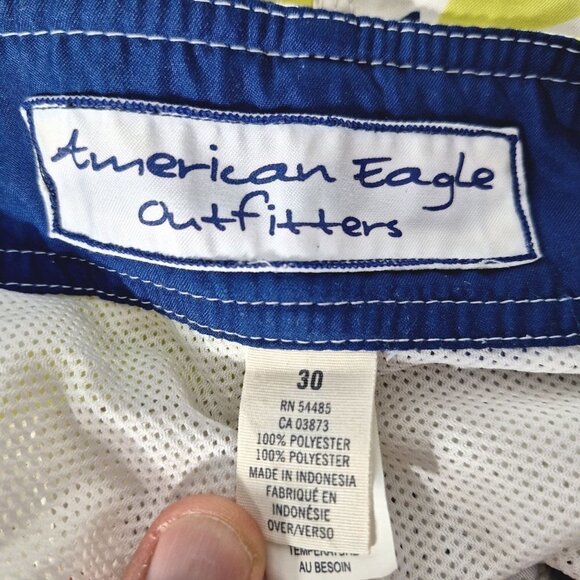 American Eagle
Outfitters
30
RN 54485
CA 03873
100% POLYESTER
100% POLYESTER
MADE IN INDONESIA
FABRIQUÉ EN
INDONÉSIE
OVER/VERSO
TEMPERATURE
AU BESOIN